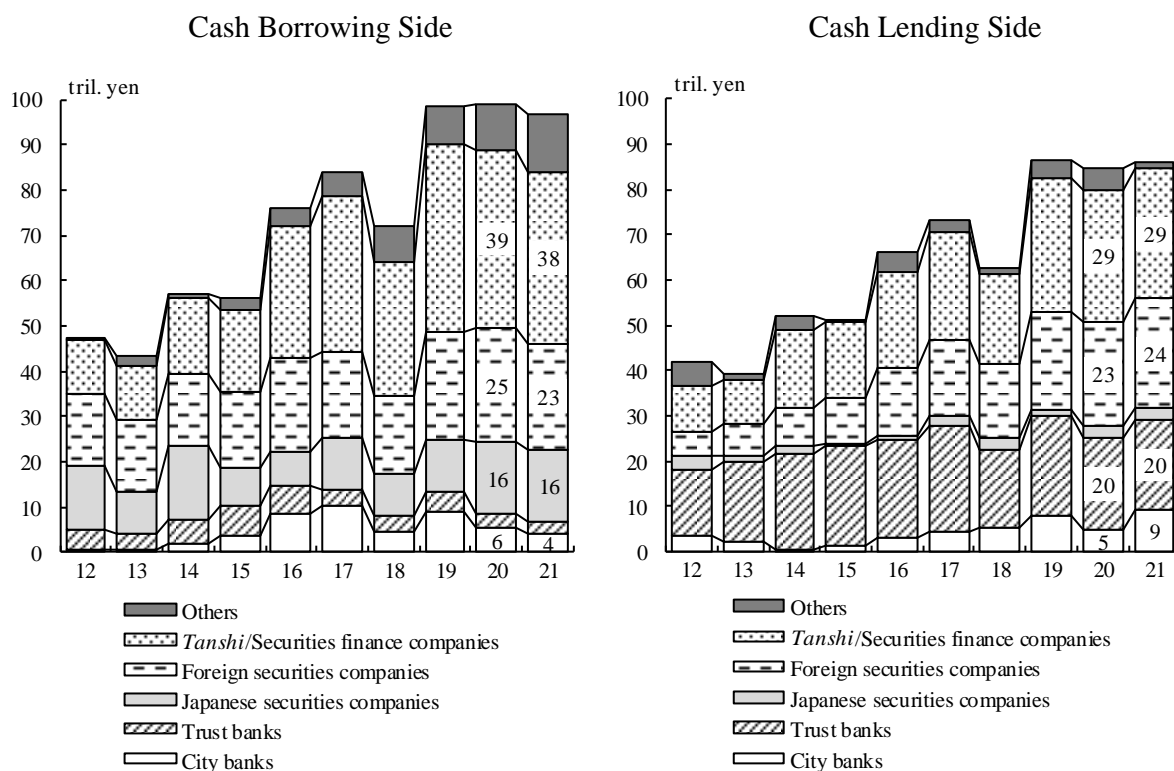 Cash Borrowing Side
tril. yen
100
90
80
70
60
50
40
30
20
10
0
39
38
25
23
16
16
6
4
12 13 14 15 16 17 18 19 20 21
Others
Tanshi/Securities finance companies
Foreign securities companies
Japanese securities companies
Trust banks
City banks
Cash Lending Side
tril. yen
100
90
80
70
60
50
40
30
20
10
0
29
29
23
24
20
20
5
9
12 13 14 15 16 17 18 19 20 21
Others
Tanshi/Securities finance companies
Foreign securities companies
Japanese securities companies
Trust banks
City banks